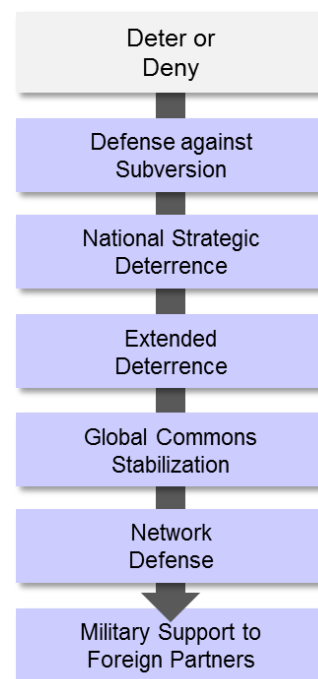 Deter or
Deny
Defense against
Subversion
National Strategic
Deterrence
Extended
Deterrence
Global Commons
Stabilization
Network
Defense
Military Support to
Foreign Partners